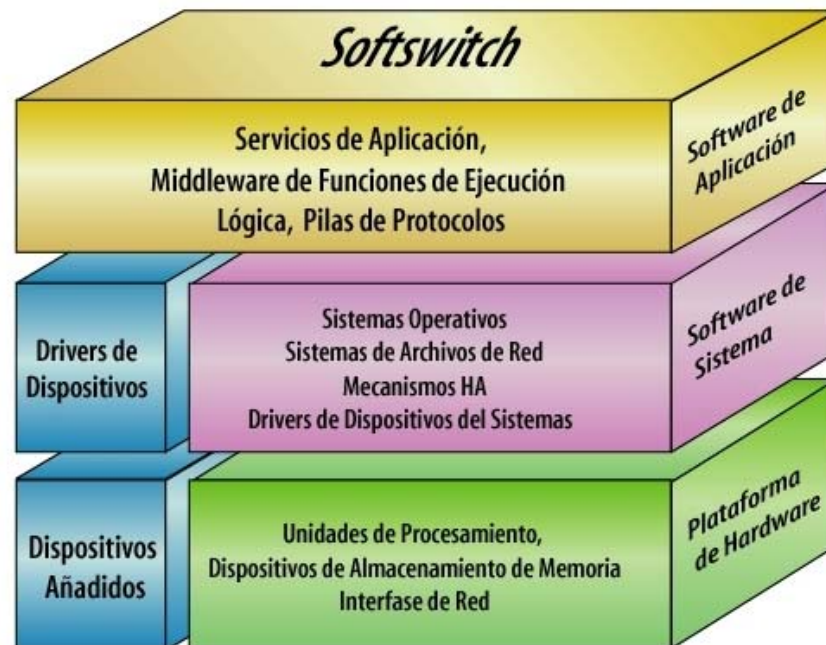 Softswitch
Servicios de Aplicación,
Middleware de Funciones de Ejecución
Lógica, Pilas de Protocolos
Software de
Aplicación
Drivers de
Dispositivos
Sistemas Operativos
Sistemas de Archivos de Red
Mecanismos HA
Drivers de Dispositivos del Sistemas
Software de
Sistema
Dispositivos
Añadidos
Unidades de Procesamiento,
Dispositivos de Almacenamiento de Memoria
Interfase de Red
Plataforma
de Hardware